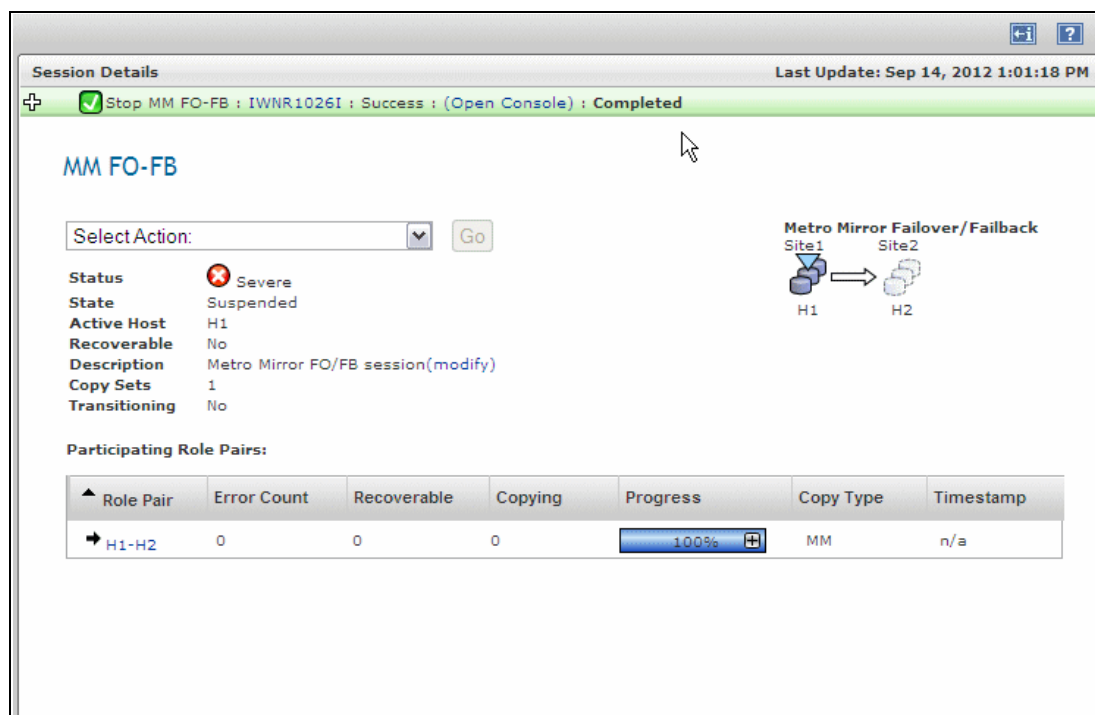 Session Details
Last Update: Sep 14, 2012 1:01:18 PM
Stop MM FO-FB : IWNR1026I : Success : (Open Console) : Completed
MM FO-FB
Select Action:
Go
Metro Mirror Failover/Failback
Site1 Site2
H1 H2
Status Severe
State Suspended
Active Host H1
Recoverable No
Description Metro Mirror FO/FB session(modify)
Copy Sets 1
Transitioning No
Participating Role Pairs:
Role Pair Error Count Recoverable Copying Progress Copy Type Timestamp
H1-H2 0 0 0 100% MM n/a